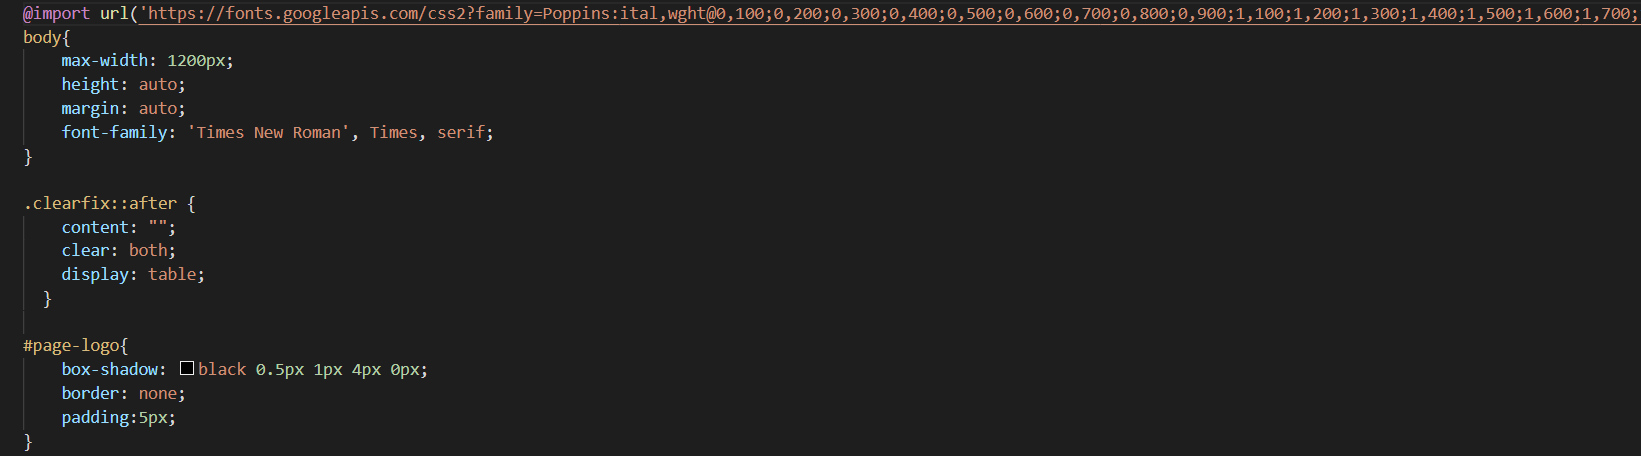 @import url('https://fonts.googleapis.com/css2?family=Poppins:ital,wght@0,100;0,200;0,300;0,400;0,500;0,600;0,700;0,800;0,900;1,100;1,200;1,300;1,400;1,500;1,600;1,700;
body{
    max-width: 1200px;
    height: auto;
    margin: auto;
    font-family: 'Times New Roman', Times, serif;
}
.clearfix::after {
    content: "";
    clear: both;
    display: table;
  }
#page-logo{
    box-shadow: black 0.5px 1px 4px 0px;
    border: none;
    padding:5px;
}